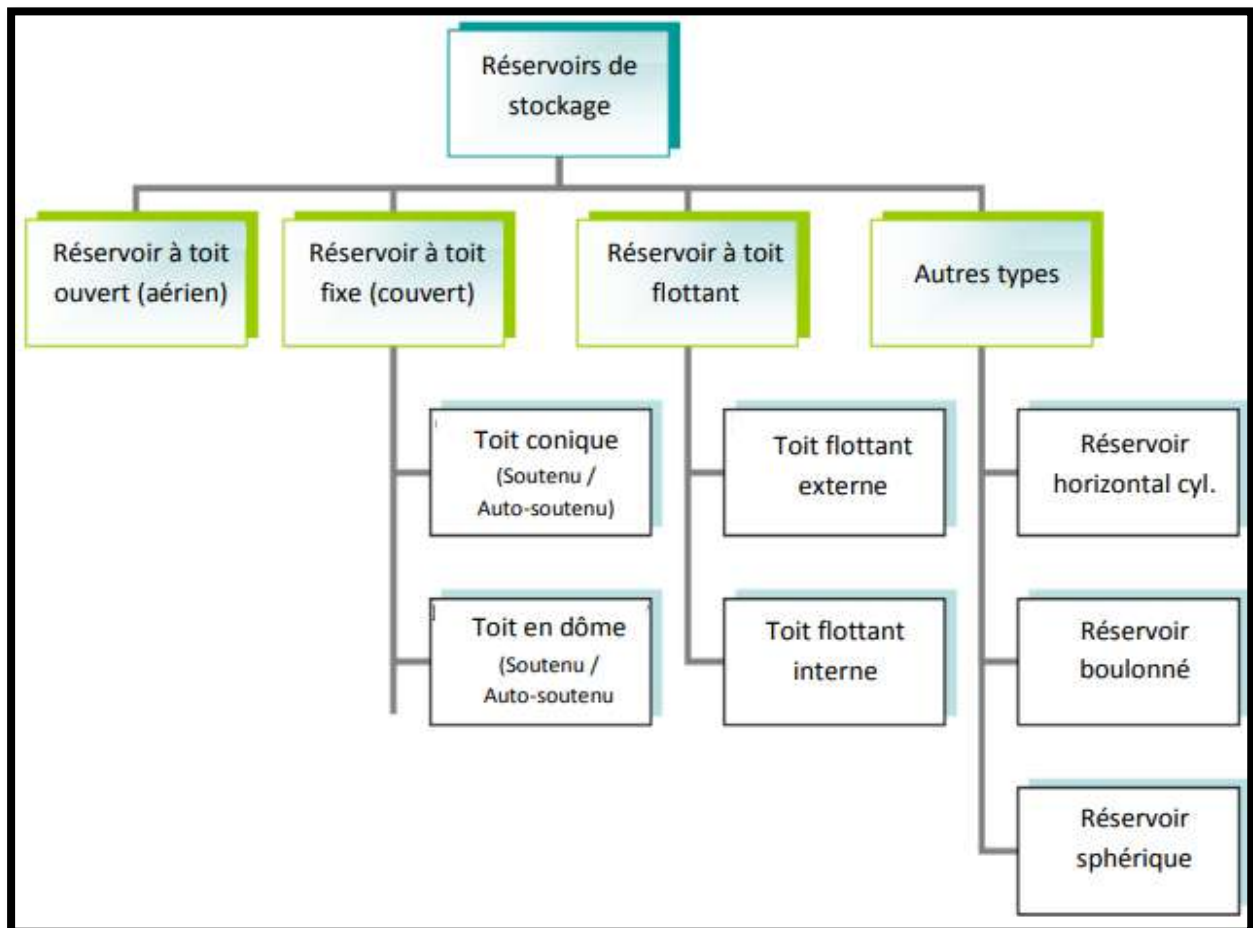 Réservoirs de
stockage
Réservoir à toit
ouvert (aérien)
Réservoir à toit
fixe (couvert)
Réservoir à toit
flottant
Autres types
Toit conique
(Soutenu /
Auto-soutenu)
Toit en dôme
(Soutenu /
Auto-soutenu
Toit flottant
externe
Toit flottant
interne
Réservoir
horizontal cyl.
Réservoir
boulonné
Réservoir
sphérique